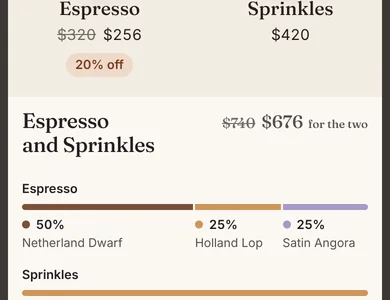 Espresso
Sprinkles
$320 $256
$420
20% off
Espresso
and Sprinkles
$740 $676 for the two
Espresso
50%
25%
25%
Netherland Dwarf
Holland Lop
Satin Angora
Sprinkles